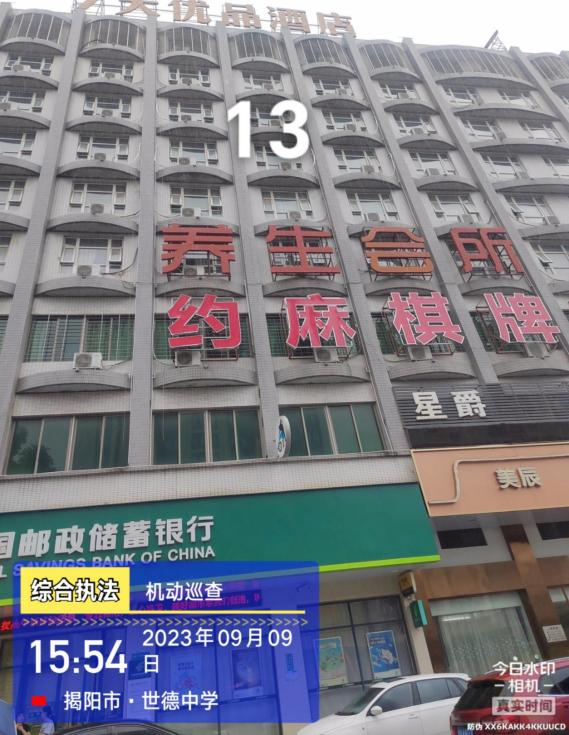 天优品酒店
13
养生会所
约麻棋牌
星爵
美辰
国邮政储蓄银行
L SAVINGS BANK OF CHINA
综合执法
机动巡查
15:54
2023年09月09日
揭阳市·世德中学
今日水印
-相机-
真实时间
防伪 XX6KAKK4KKUUCD